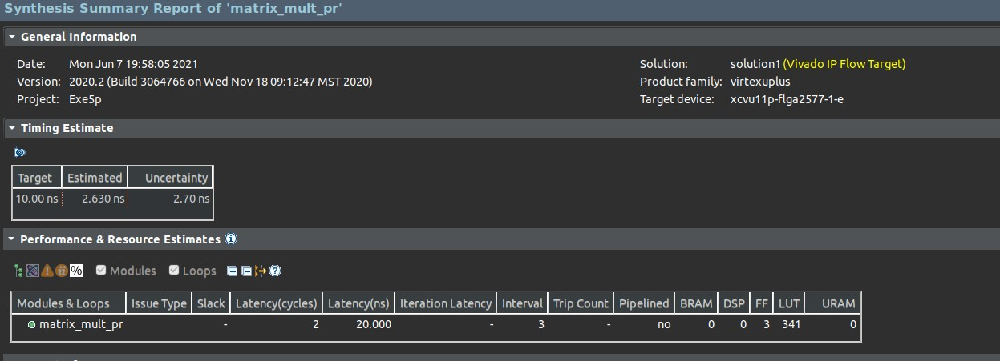 Synthesis Summary Report of 'matrix_mult_pr'
General Information
Date: Mon Jun 7 19:58:05 2021 Solution: solution1 (Vivado IP Flow Target)
Version: 2020.2 (Build 3064766 on Wed Nov 18 09:12:47 MST 2020) Product family: virtexuplus
Project: Exe5p Target device: xcvu11p-flga2577-1-e
Timing Estimate
Target Estimated Uncertainty
10.00 ns 2.630 ns 2.70 ns
Performance & Resource Estimates
% Modules Loops
Modules & Loops Issue Type Slack Latency(cycles) Latency(ns) Iteration Latency Interval Trip Count Pipelined BRAM DSP FF LUT URAM
matrix_mult_pr - 2 20.000 - 3 - no 0 0 3 341 0